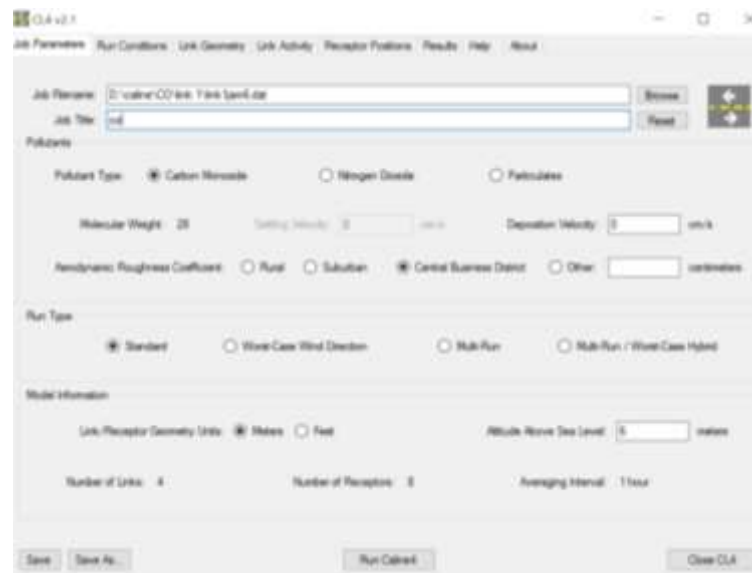 CL4 v2.1
Job Parameters Run Conditions Link Geometry Link Activity Receptor Positions Results Help About
Job Filename: Browse
Job Title: Reset
Pollutants
Pollutant Type: Carbon Monoxide Nitrogen Dioxide Particulates
Molecular Weight: 28 Settling Velocity: 0 cm/s Deposition Velocity: 0 cm/s
Aerodynamic Roughness Coefficient: Rural Suburban Central Business District Other: centimeters
Run Type
Standard Worst-Case Wind Direction Multi-Run Multi-Run / Worst-Case Hybrid
Model Information
Link/Receptor Geometry Units: Meters Feet Altitude Above Sea Level: meters
Number of Links: 4 Number of Receptors: 8 Averaging Interval: 1 hour
Save Save As... Run Caline4 Close CL4